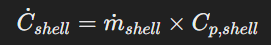 Ċ_shell = ṁ_shell × C_p,shell